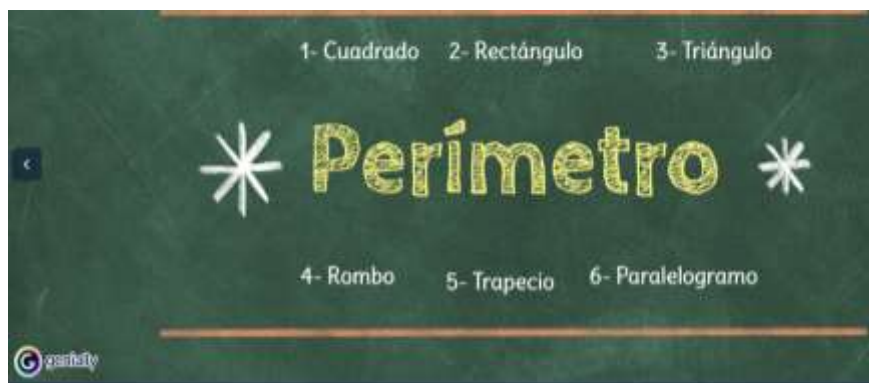 1- Cuadrado 2- Rectángulo 3- Triángulo
Perímetro
4- Rombo 5- Trapecio 6- Paralelogramo
genially